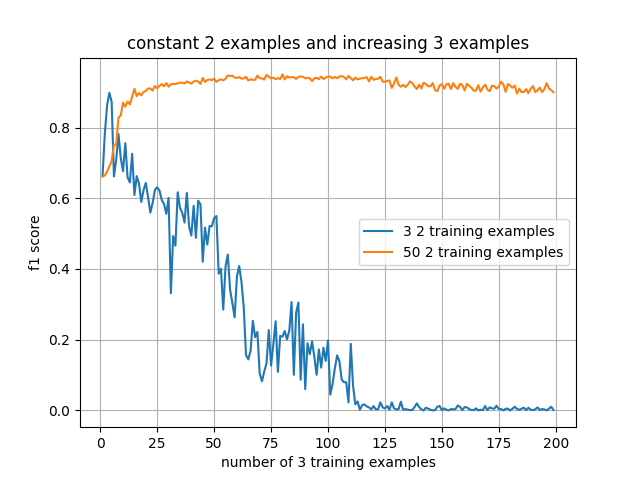 constant 2 examples and increasing 3 examples
f1 score
0.8
0.6
0.4
0.2
0.0
3 2 training examples
50 2 training examples
0 25 50 75 100 125 150 175 200
number of 3 training examples